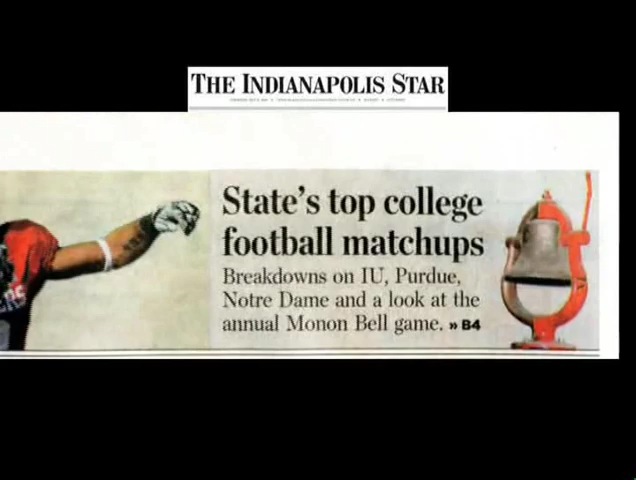 THE INDIANAPOLIS STAR
State's top college
football matchups
Breakdowns on IU, Purdue,
Notre Dame and a look at the
annual Monon Bell game. » B4